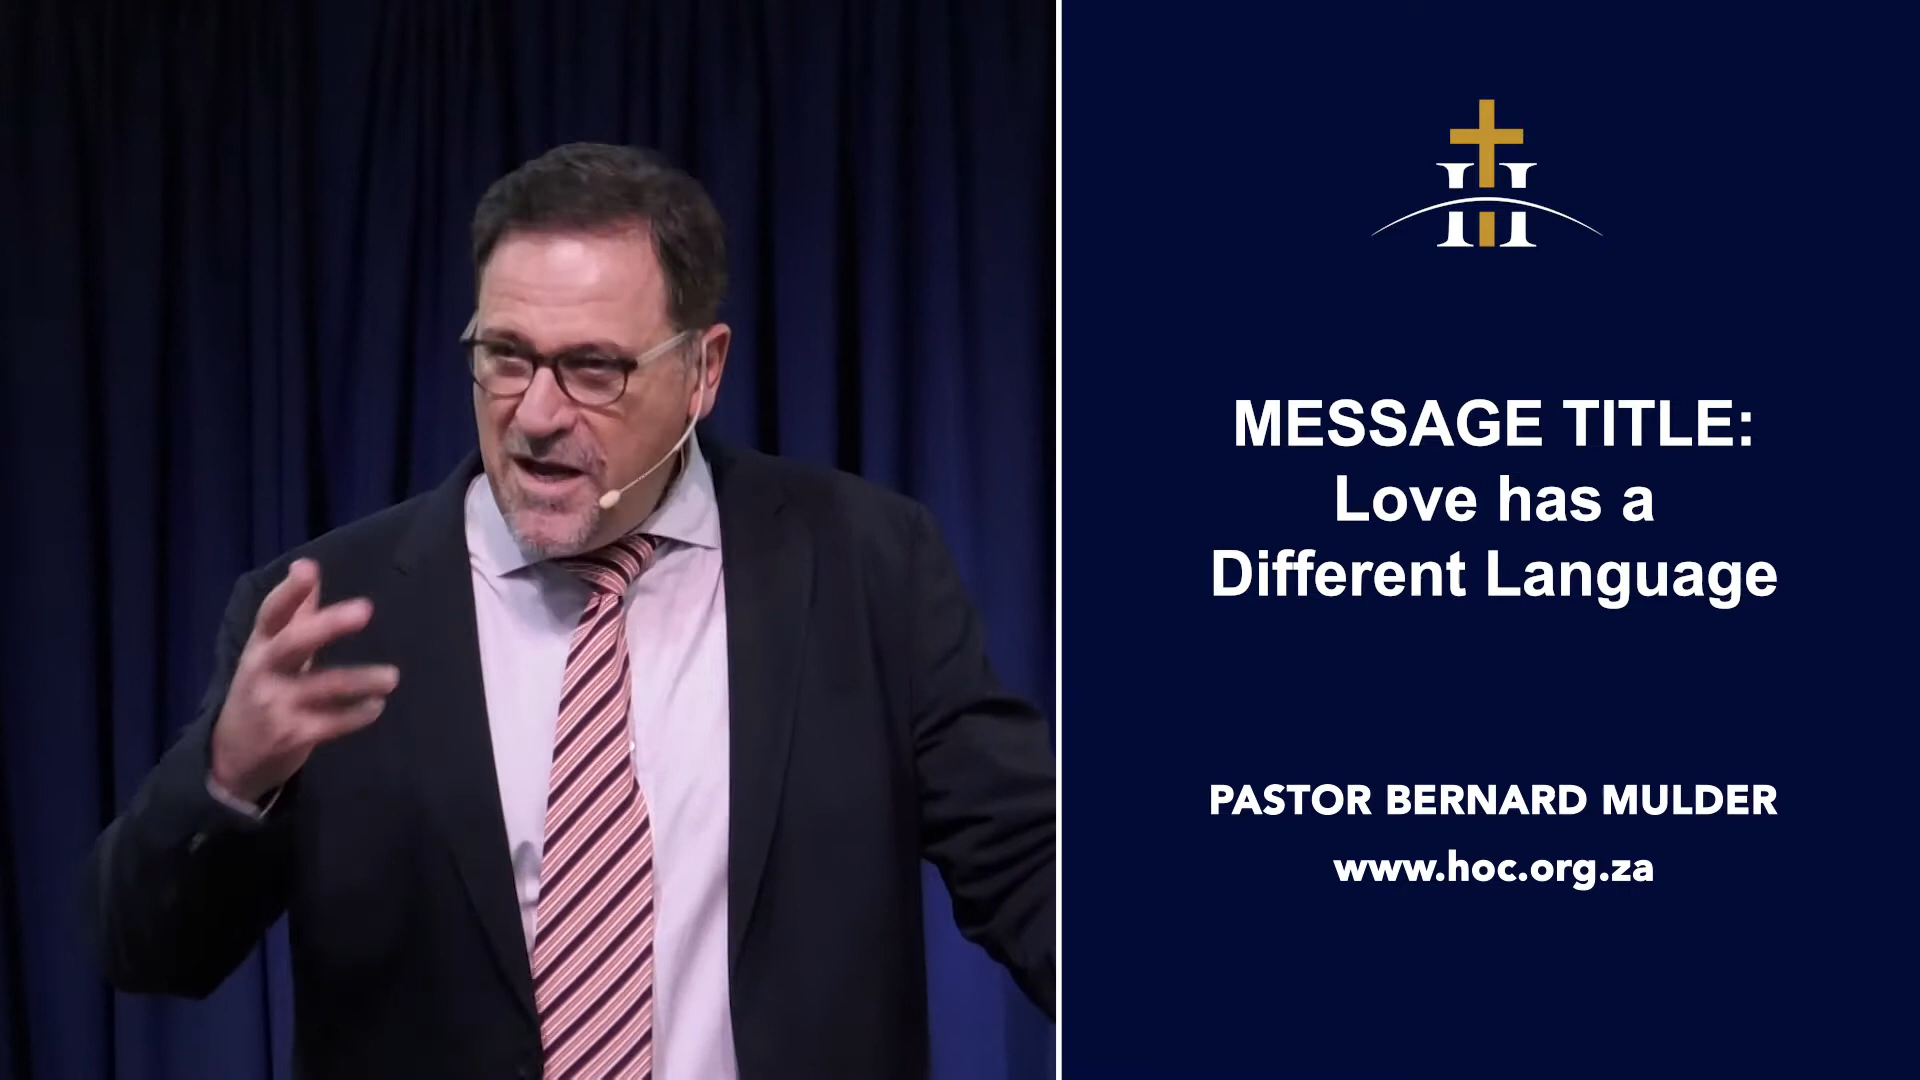 MESSAGE TITLE:
Love has a
Different Language
PASTOR BERNARD MULDER
www.hoc.org.za